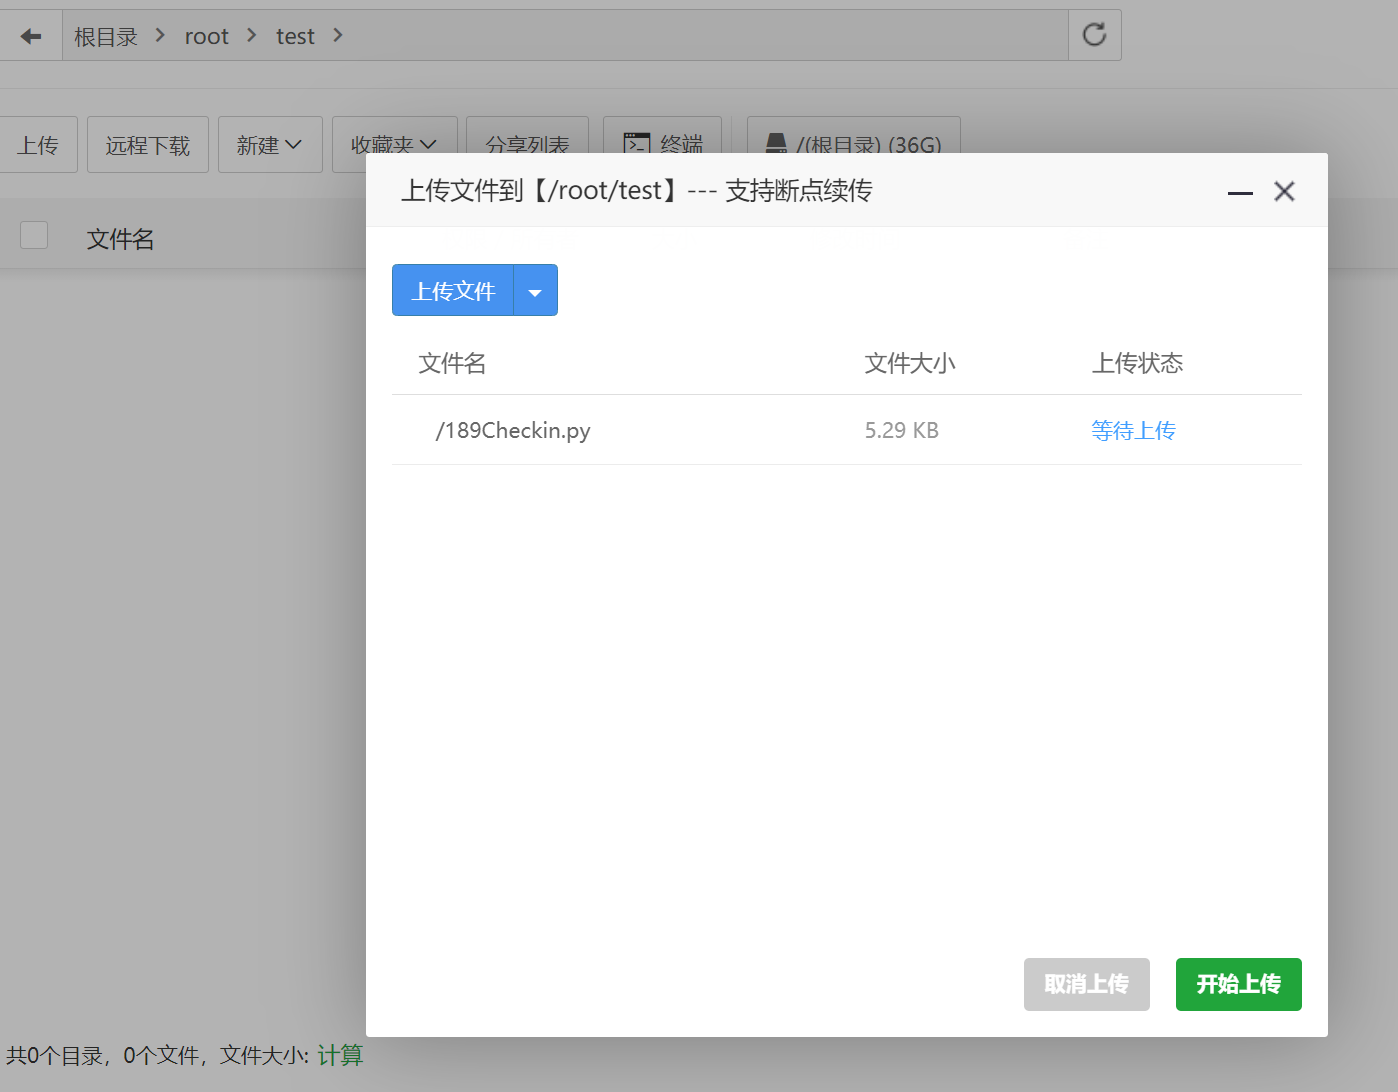 根目录 > root > test >
上传 远程下载 新建 收藏夹 分享列表 终端 /(根目录) (36G)
上传文件到【/root/test】--- 支持断点续传
文件名
上传文件
文件名 文件大小 上传状态
/189Checkin.py 5.29 KB 等待上传
取消上传 开始上传
共0个目录，0个文件，文件大小: 计算